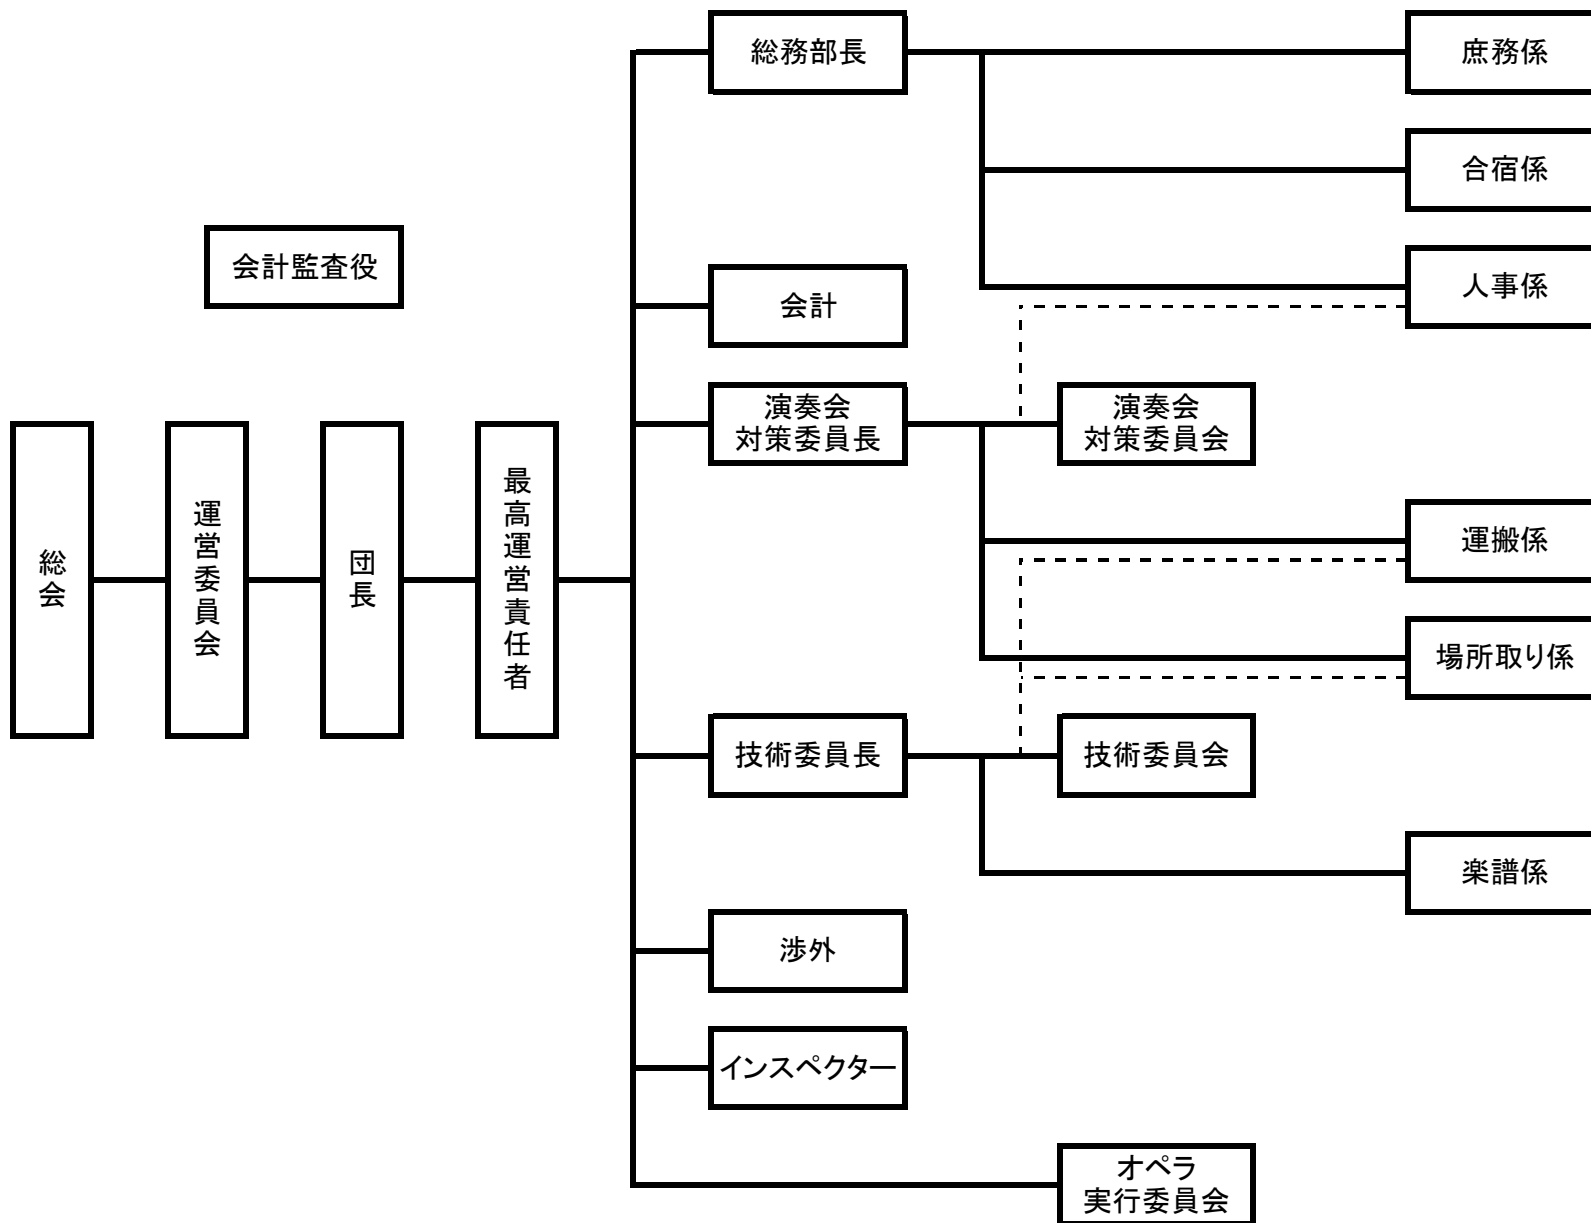 総務部長
庶務係
合宿係
会計監査役
人事係
会計
演奏会
対策委員長
演奏会
対策委員会
総会
運営委員会
団長
最高運営責任者
運搬係
場所取り係
技術委員長
技術委員会
楽譜係
渉外
インスペクター
オペラ
実行委員会